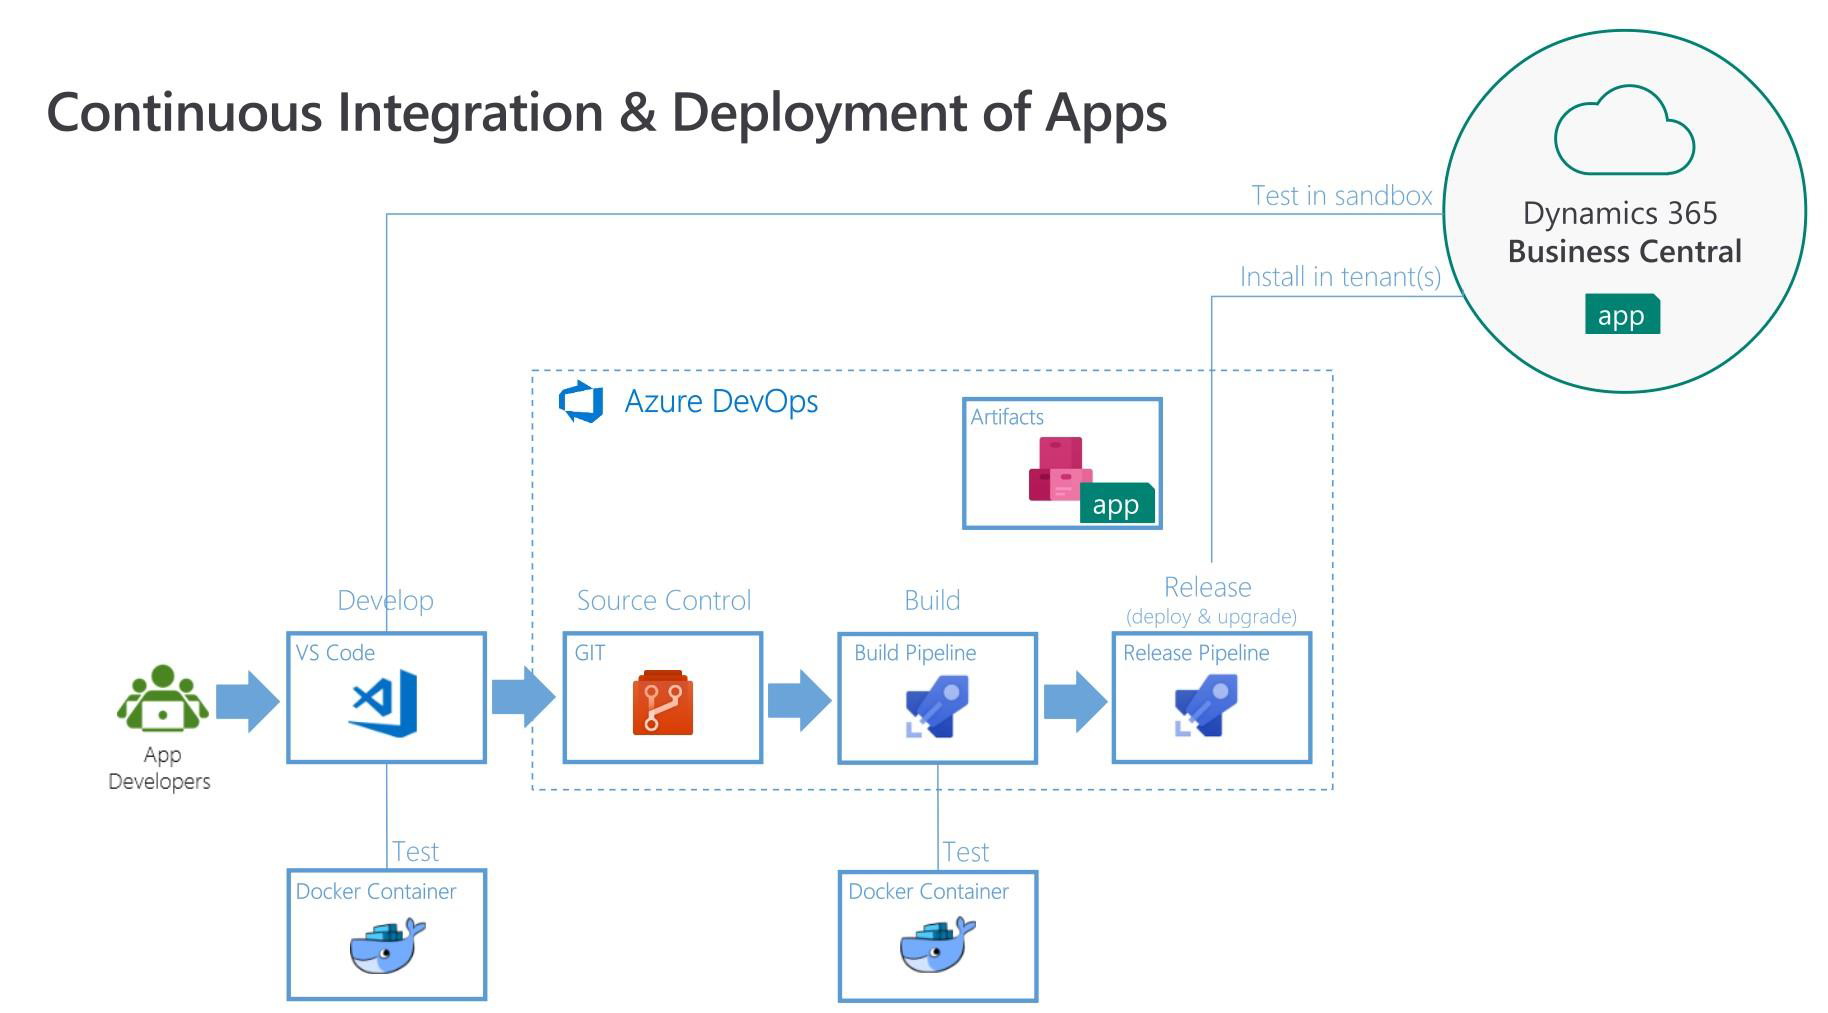 Continuous Integration & Deployment of Apps
Test in sandbox
Dynamics 365
Business Central
Install in tenant(s)
app
Azure DevOps
Artifacts
app
Develop
Source Control
Build
Release
(deploy & upgrade)
VS Code
GIT
Build Pipeline
Release Pipeline
App
Developers
Test
Test
Docker Container
Docker Container